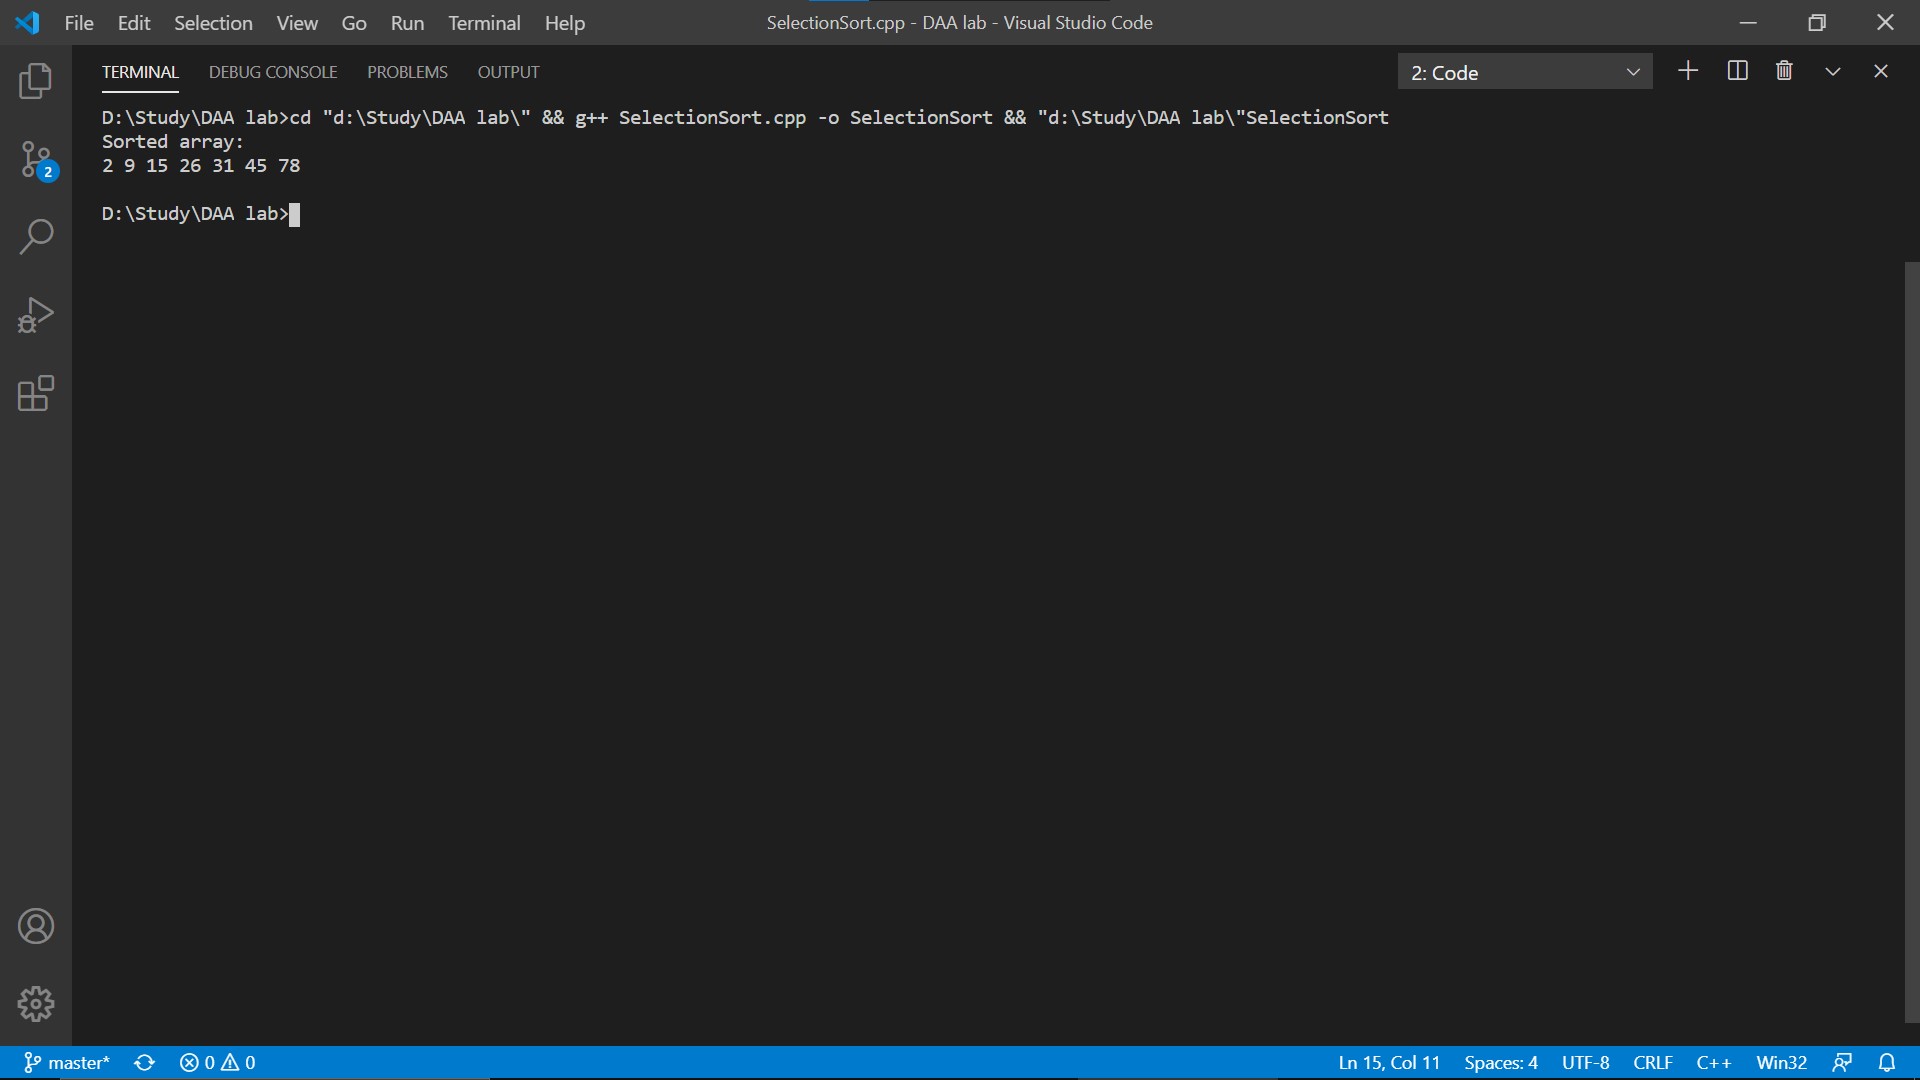 File Edit Selection View Go Run Terminal Help SelectionSort.cpp - DAA lab - Visual Studio Code
TERMINAL DEBUG CONSOLE PROBLEMS OUTPUT 2: Code
D:\Study\DAA lab>cd "d:\Study\DAA lab\" && g++ SelectionSort.cpp -o SelectionSort && "d:\Study\DAA lab\"SelectionSort
Sorted array:
2 9 15 26 31 45 78
2
D:\Study\DAA lab>
master* 0 0 Ln 15, Col 11 Spaces: 4 UTF-8 CRLF C++ Win32